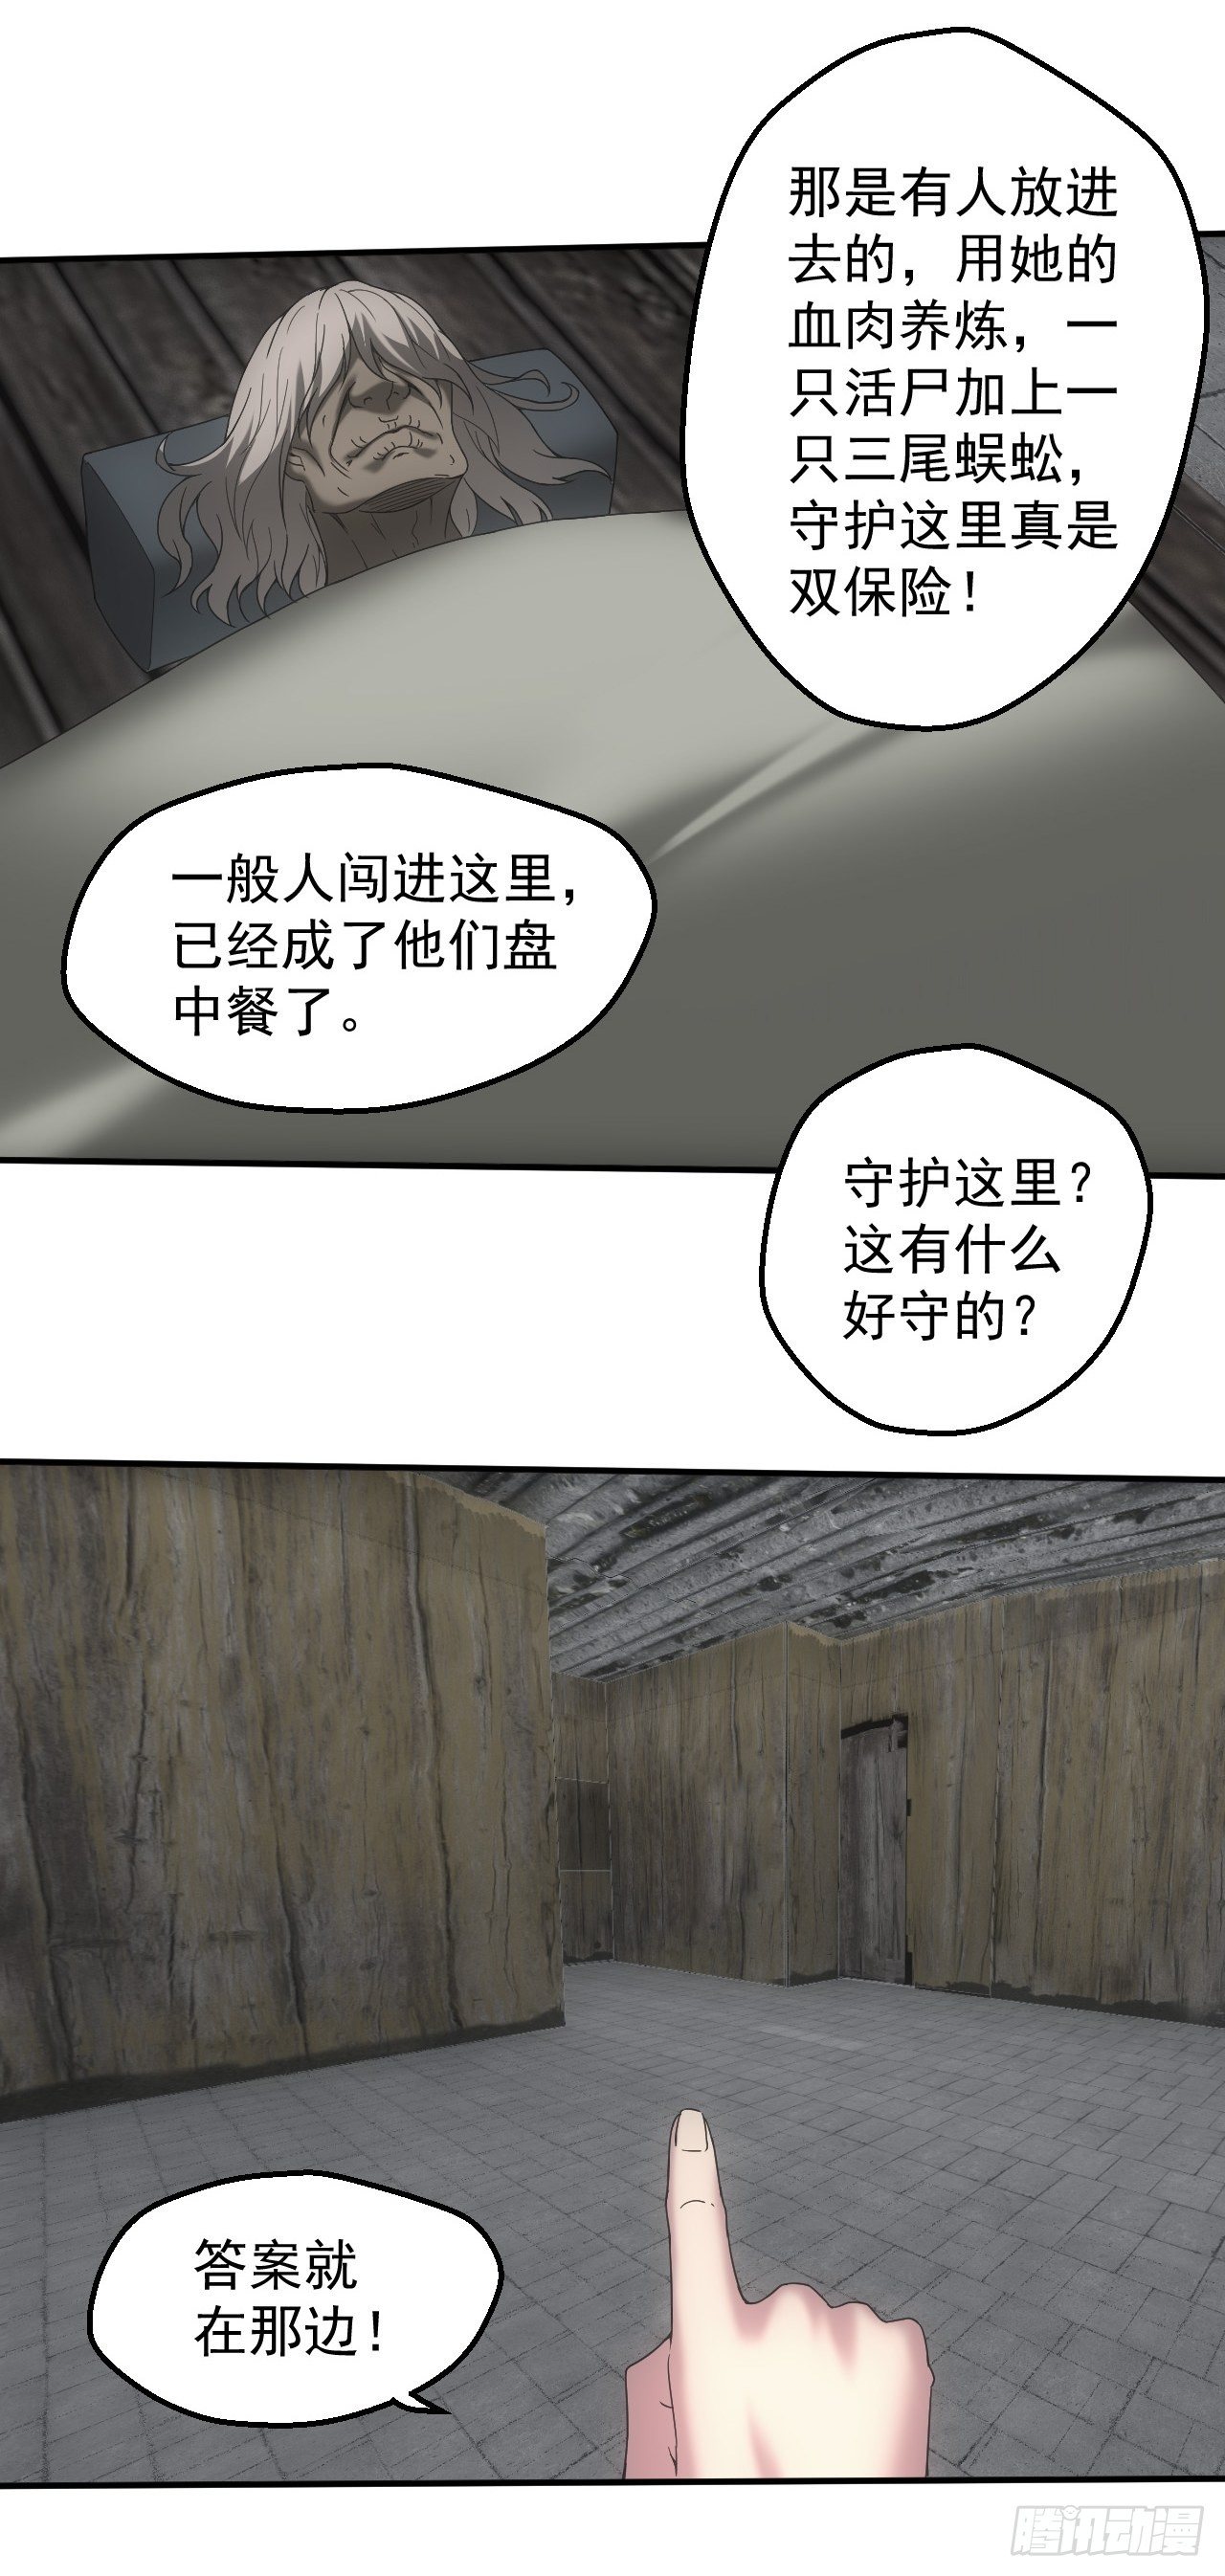 那是有人放进
去的，用她的
血肉养炼，一
只活尸加上一
只三尾蜈蚣，
守护这里真是
双保险！
一般人闯进这里，
已经成了他们盘
中餐了。
守护这里？
这有什么
好守的？
答案就
在那边！
腾讯动漫